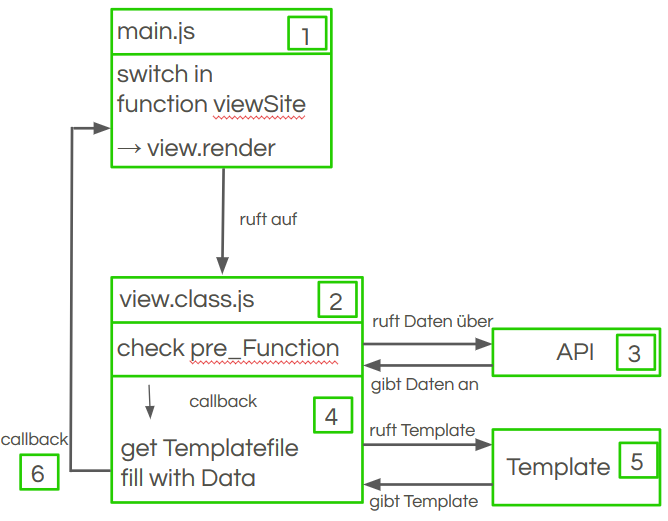 main.js
1
switch in
function viewSite
→ view.render
ruft auf
view.class.js
2
check pre_Function
ruft Daten über
API
3
gibt Daten an
callback
4
get Templatefile
fill with Data
ruft Template
Template
5
gibt Template
callback
6